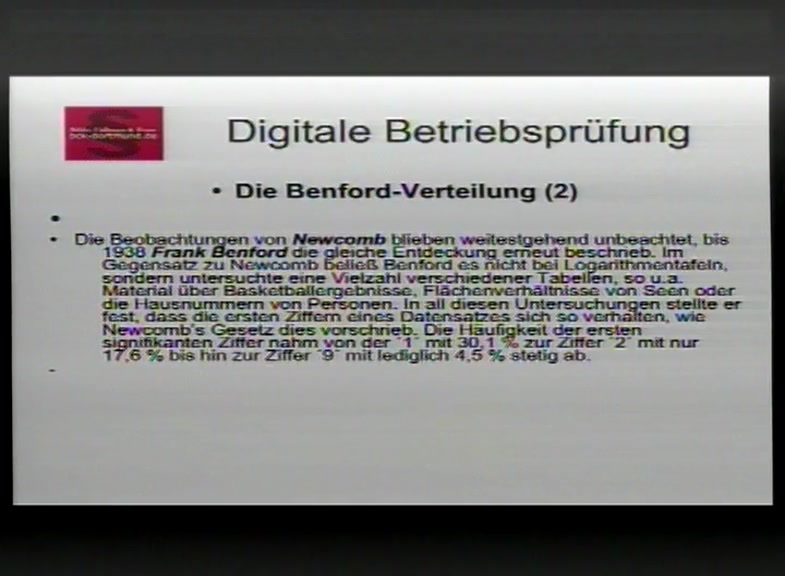 bok-dortmund.de
Digitale Betriebsprüfung
• Die Benford-Verteilung (2)
•
• Die Beobachtungen von Newcomb blieben weitestgehend unbeachtet, bis
1938 Frank Benford die gleiche Entdeckung erneut beschrieb. Im
Gegensatz zu Newcomb beließ Benford es nicht bei Logarithmentafeln,
sondern untersuchte eine Vielzahl verschiedener Tabellen, so u.a.
Material über Basketballergebnisse, Flächenverhältnisse von Seen oder
die Hausnummern von Personen. In all diesen Untersuchungen stellte er
fest, dass die ersten Ziffern eines Datensatzes sich so verhalten, wie
Newcomb's Gesetz dies vorschrieb. Die Häufigkeit der ersten
signifikanten Ziffer nahm von der ´1´ mit 30,1 % zur Ziffer ´2´ mit nur
17,6 % bis hin zur Ziffer ´9´ mit lediglich 4,5 % stetig ab.